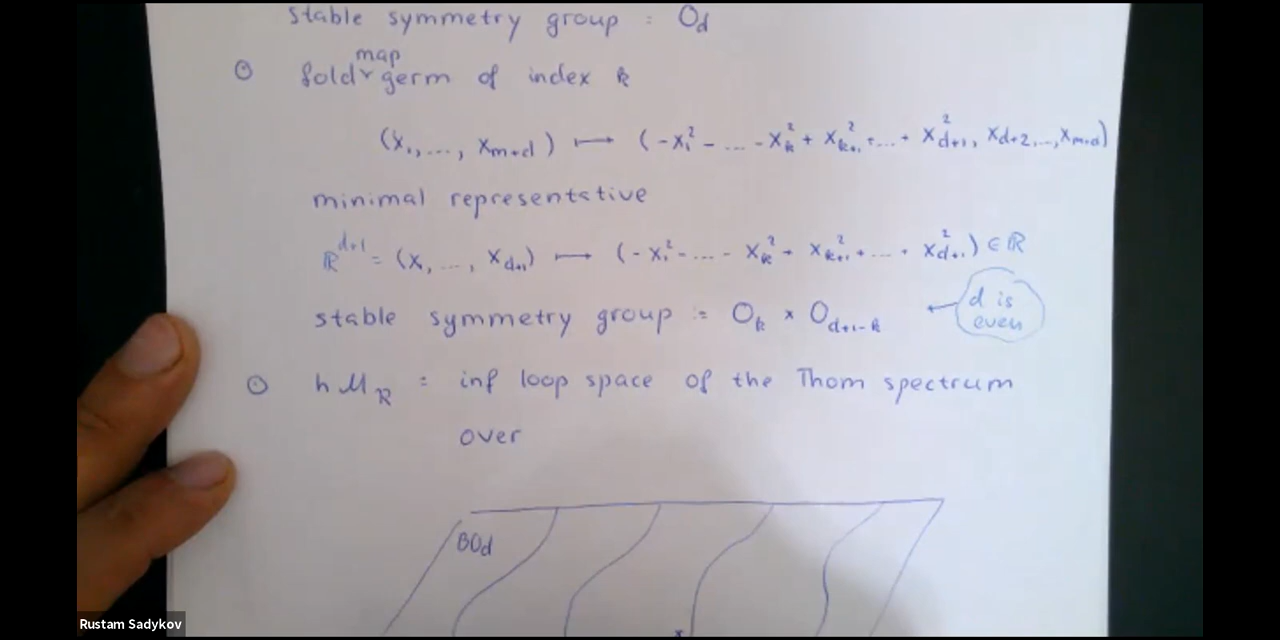 stable symmetry group = O_d
⊙ fold map germ of index k
(x_1, ..., x_{m+d}) ⟼ (-x_1^2 - ... - x_k^2 + x_{k+1}^2 + ... + x_{d+1}^2, x_{d+2}, ..., x_{m+d})
minimal representative
ℝ^{d+1} = (x_1, ..., x_{d+1}) ⟼ (-x_1^2 - ... - x_k^2 + x_{k+1}^2 + ... + x_{d+1}^2) ∈ ℝ
stable symmetry group = O_k × O_{d+1-k} ← d is even
⊙ hM_R = inf loop space of the Thom spectrum
over
BO_d
Rustam Sadykov